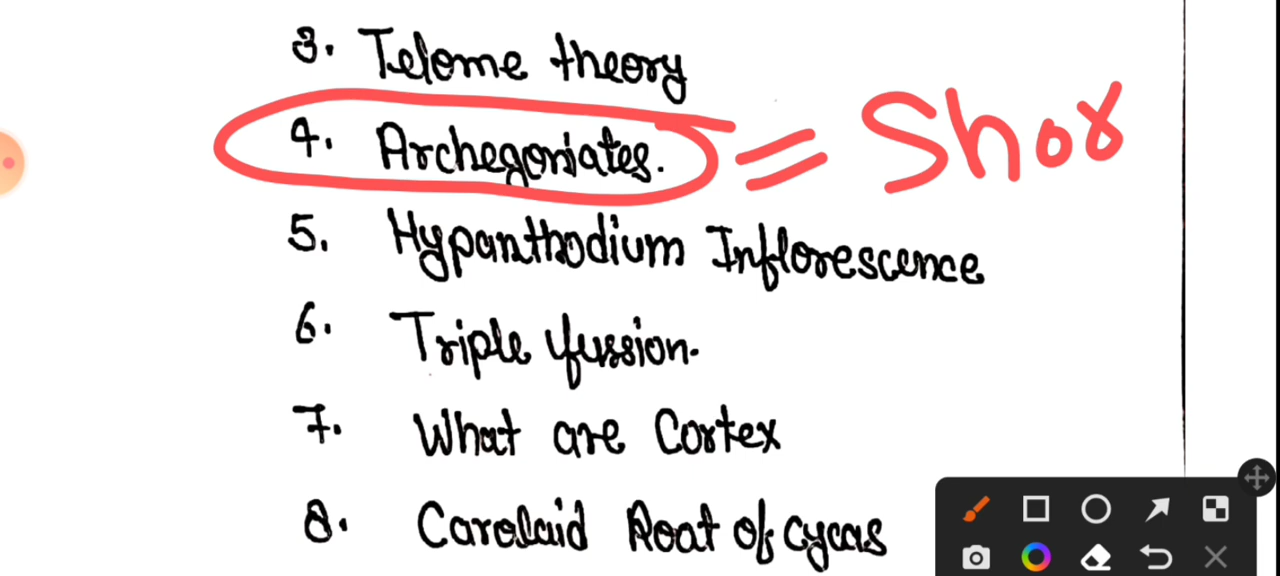 3. Telome theory
4. Archegoniates. = Shor
5. Hypanthodium Inflorescence
6. Triple fussion.
7. What are Cortex
8. Caroloid Root of Cycas